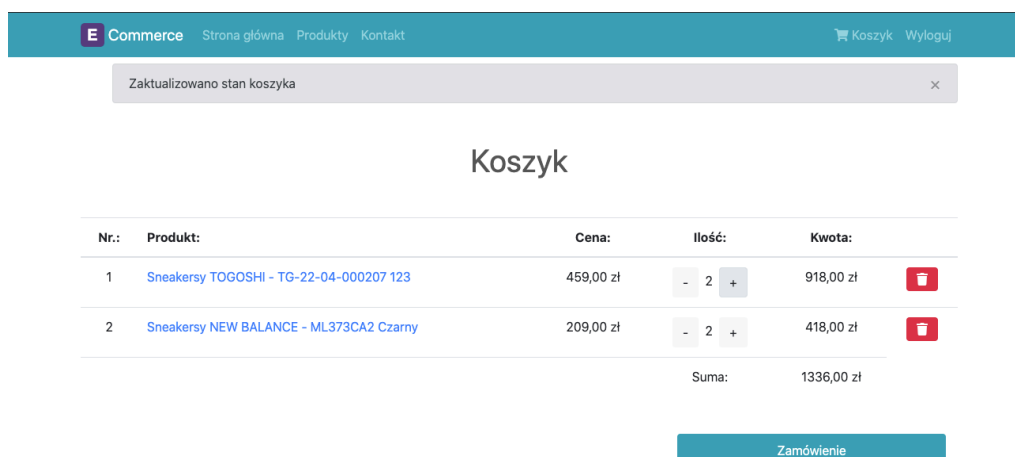 E Commerce Strona główna Produkty Kontakt Koszyk Wyloguj
Zaktualizowano stan koszyka ×
Koszyk
Nr.: Produkt: Cena: Ilość: Kwota:
1 Sneakersy TOGOSHI - TG-22-04-000207 123 459,00 zł - 2 + 918,00 zł
2 Sneakersy NEW BALANCE - ML373CA2 Czarny 209,00 zł - 2 + 418,00 zł
Suma: 1336,00 zł
Zamówienie